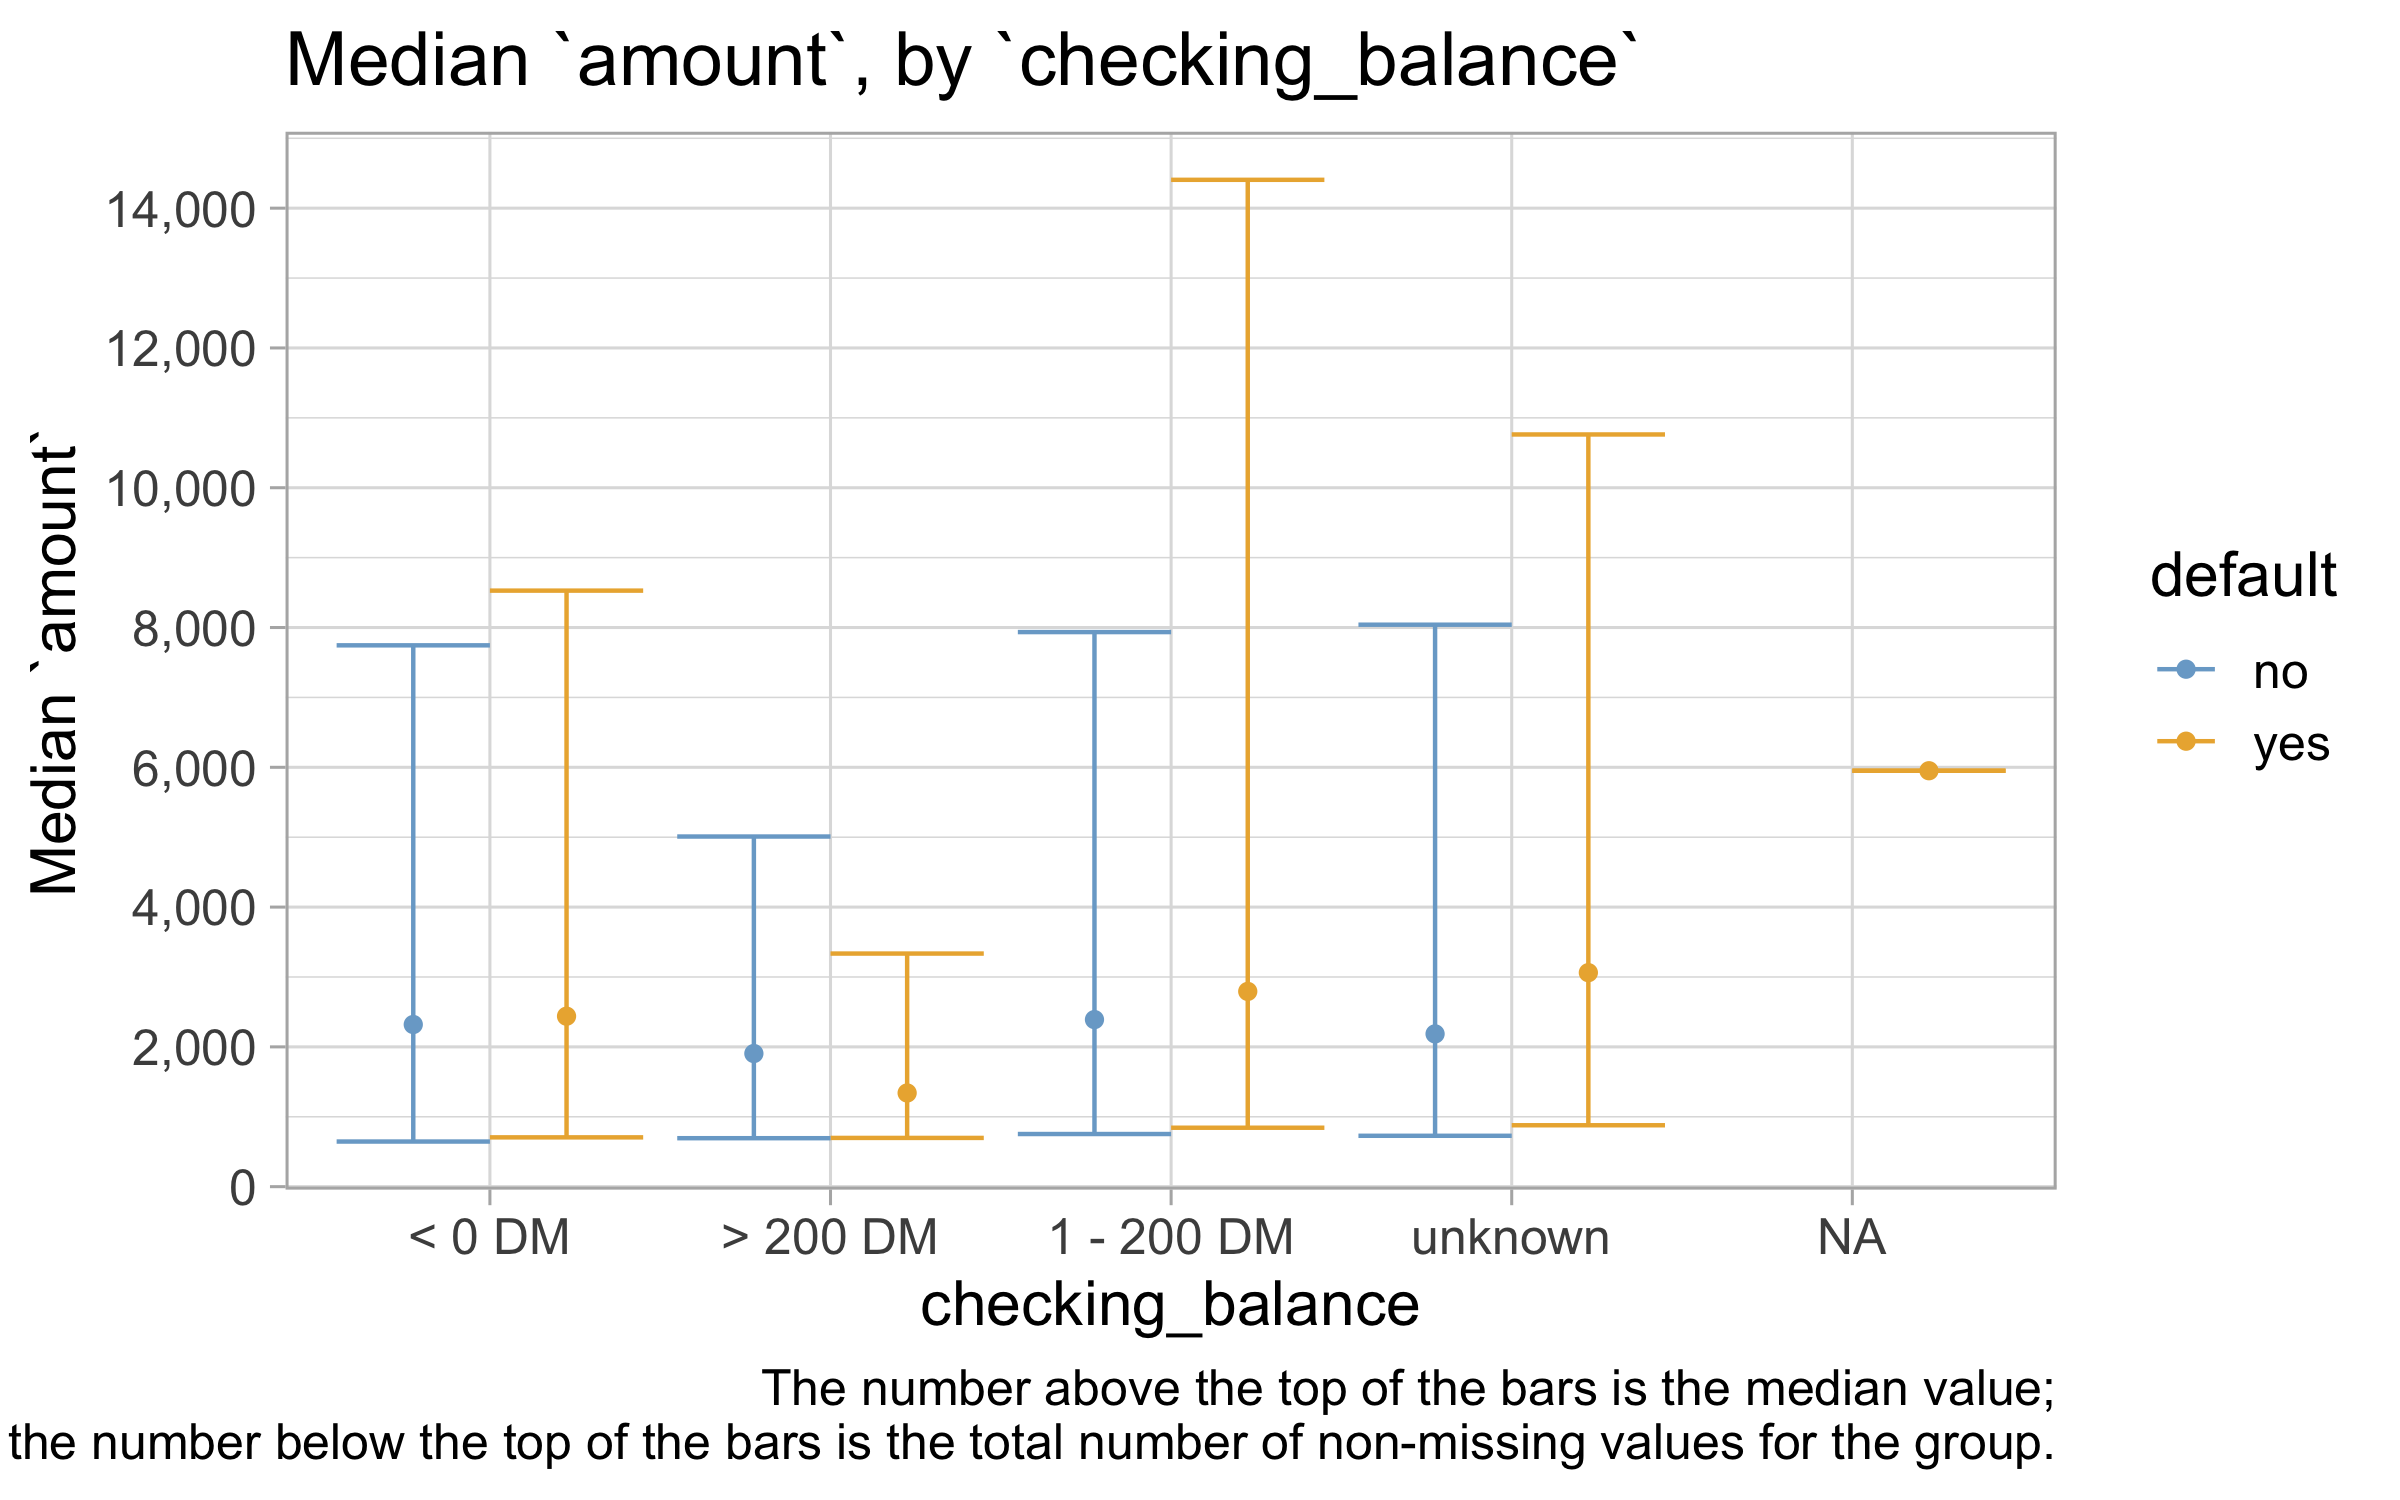 Median `amount`, by `checking_balance`
Median `amount`
14,000
12,000
10,000
8,000
6,000
4,000
2,000
0
< 0 DM
> 200 DM
1 - 200 DM
unknown
NA
checking_balance
default
no
yes
The number above the top of the bars is the median value;
the number below the top of the bars is the total number of non-missing values for the group.